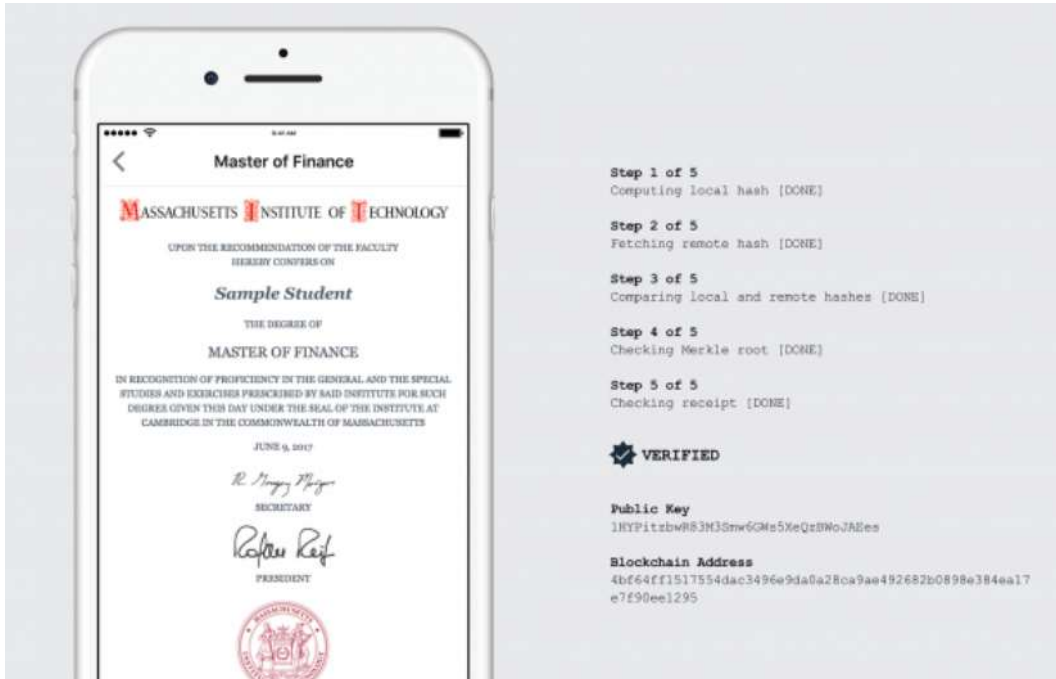 9:41 AM
Master of Finance
MASSACHUSETTS INSTITUTE OF TECHNOLOGY
UPON THE RECOMMENDATION OF THE FACULTY
HEREBY CONFERS ON
Sample Student
THE DEGREE OF
MASTER OF FINANCE
IN RECOGNITION OF PROFICIENCY IN THE GENERAL AND THE SPECIAL
STUDIES AND EXERCISES PRESCRIBED BY SAID INSTITUTE FOR SUCH
DEGREE GIVEN THIS DAY UNDER THE SEAL OF THE INSTITUTE AT
CAMBRIDGE IN THE COMMONWEALTH OF MASSACHUSETTS
JUNE 9, 2017
SECRETARY
PRESIDENT
Step 1 of 5
Computing local hash [DONE]
Step 2 of 5
Fetching remote hash [DONE]
Step 3 of 5
Comparing local and remote hashes [DONE]
Step 4 of 5
Checking Merkle root [DONE]
Step 5 of 5
Checking receipt [DONE]
VERIFIED
Public Key
Blockchain Address
4bf64ff1517554dac3496e9da0a28ca9ae492682b0898e384ea17
e7f90ee1295